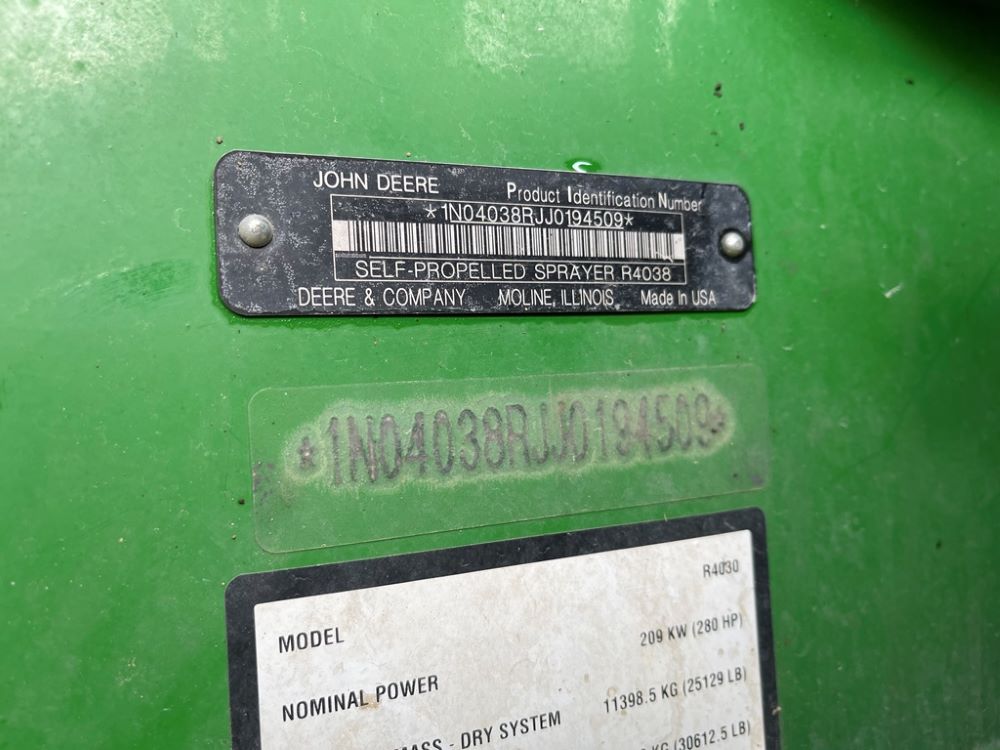 JOHN DEERE Product Identification Number
*1N04038RJJ0194509*
SELF-PROPELLED SPRAYER R4038
DEERE & COMPANY MOLINE, ILLINOIS Made In USA
*1N04038RJJ0194509*
MODEL R4030
NOMINAL POWER 209 KW (280 HP)
MASS - DRY SYSTEM 11398.5 KG (25129 LB)
KG (30612.5 LB)